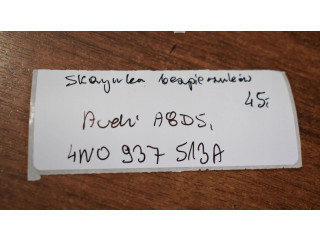 Skrzynka bezpieczników
45,
Audi A8D5,
4N0 937 513A